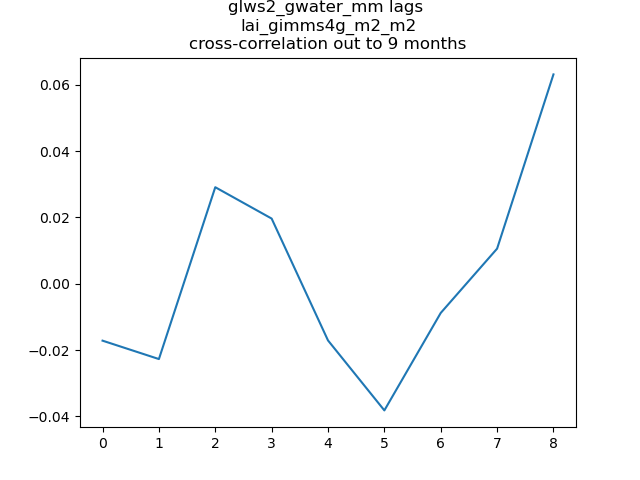 glws2_gwater_mm lags
lai_gimms4g_m2_m2
cross-correlation out to 9 months
0.06
0.04
0.02
0.00
−0.02
−0.04
0 1 2 3 4 5 6 7 8